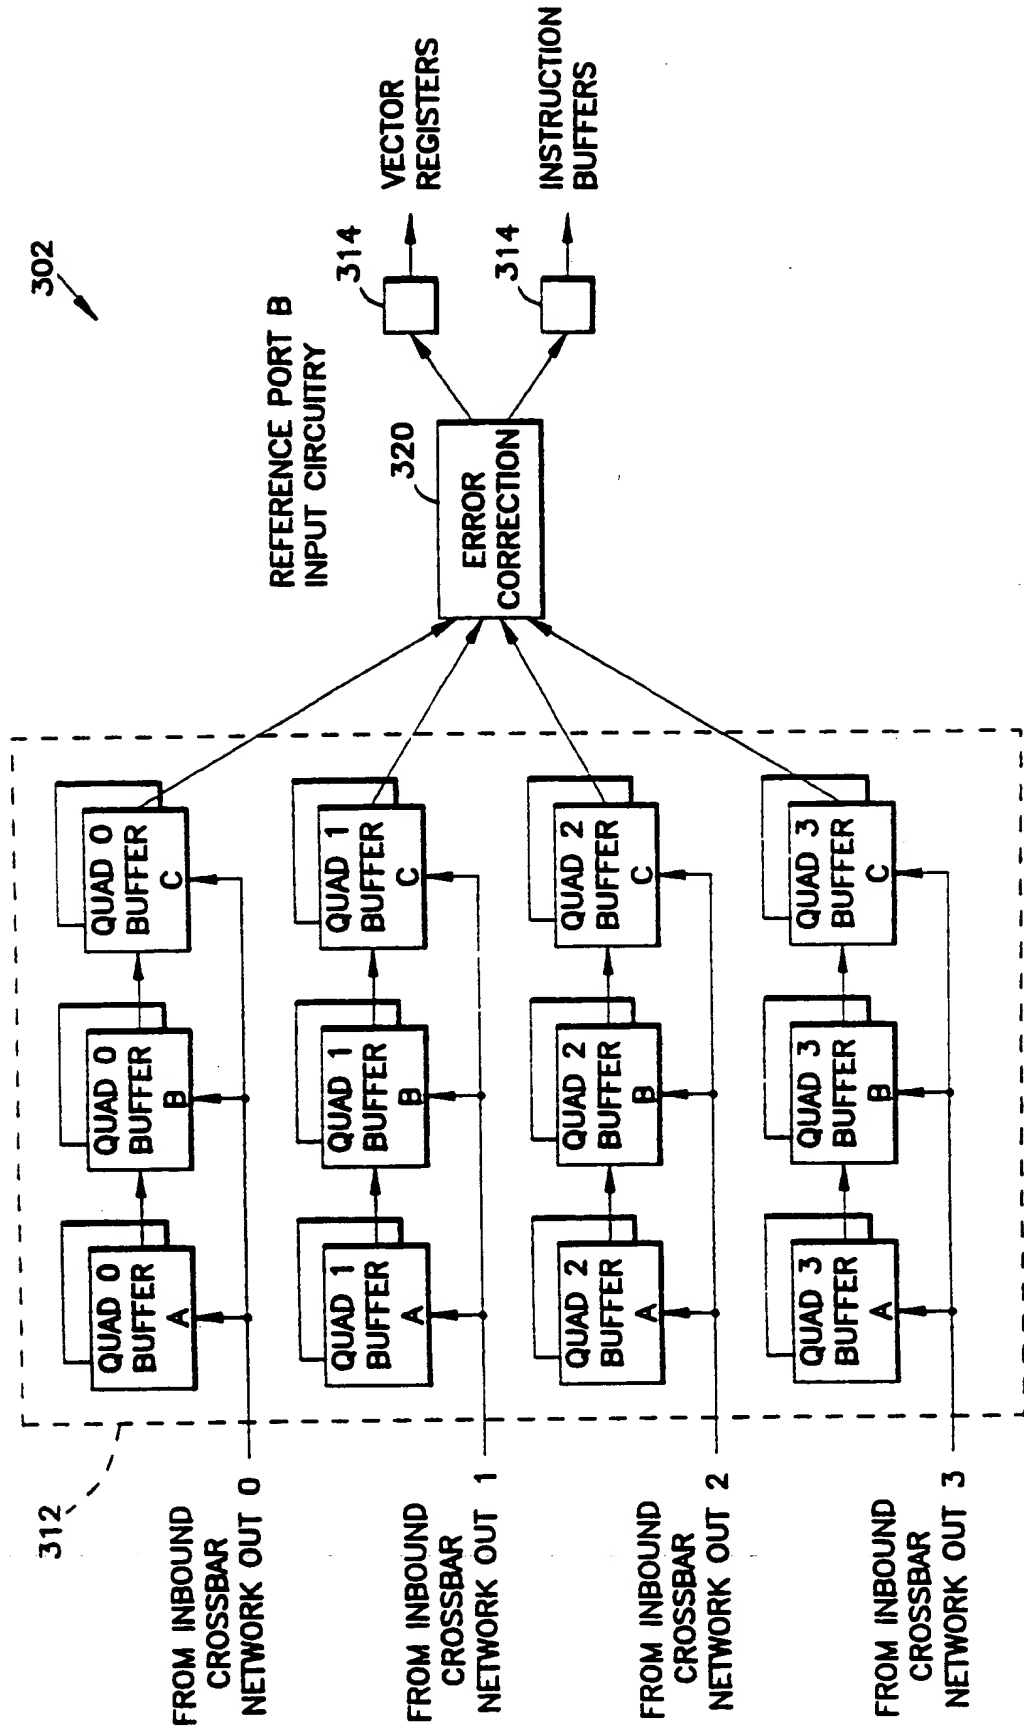 302
REFERENCE PORT B
INPUT CIRCUITRY
312
QUAD 0
BUFFER
A
QUAD 0
BUFFER
B
QUAD 0
BUFFER
C
FROM INBOUND
CROSSBAR
NETWORK OUT 0
QUAD 1
BUFFER
A
QUAD 1
BUFFER
B
QUAD 1
BUFFER
C
FROM INBOUND
CROSSBAR
NETWORK OUT 1
QUAD 2
BUFFER
A
QUAD 2
BUFFER
B
QUAD 2
BUFFER
C
FROM INBOUND
CROSSBAR
NETWORK OUT 2
QUAD 3
BUFFER
A
QUAD 3
BUFFER
B
QUAD 3
BUFFER
C
FROM INBOUND
CROSSBAR
NETWORK OUT 3
320
ERROR
CORRECTION
314
VECTOR
REGISTERS
314
INSTRUCTION
BUFFERS